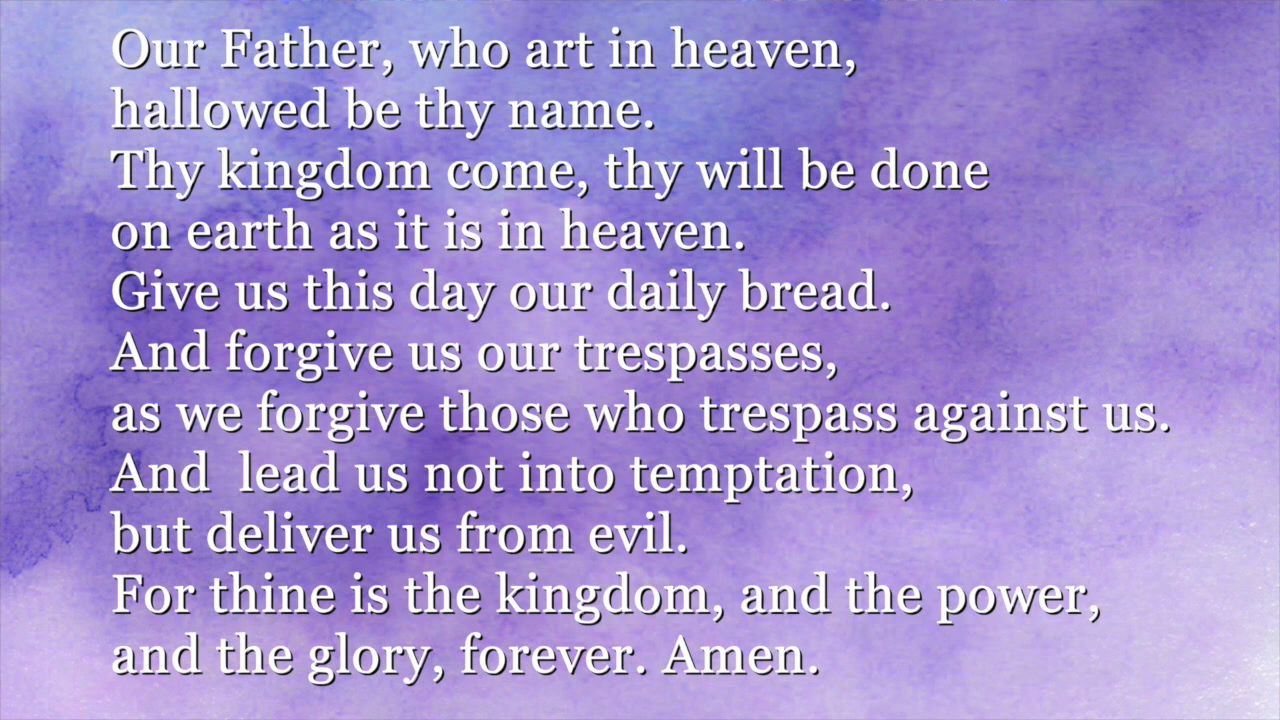 Our Father, who art in heaven,
hallowed be thy name.
Thy kingdom come, thy will be done
on earth as it is in heaven.
Give us this day our daily bread.
And forgive us our trespasses,
as we forgive those who trespass against us.
And  lead us not into temptation,
but deliver us from evil.
For thine is the kingdom, and the power,
and the glory, forever. Amen.